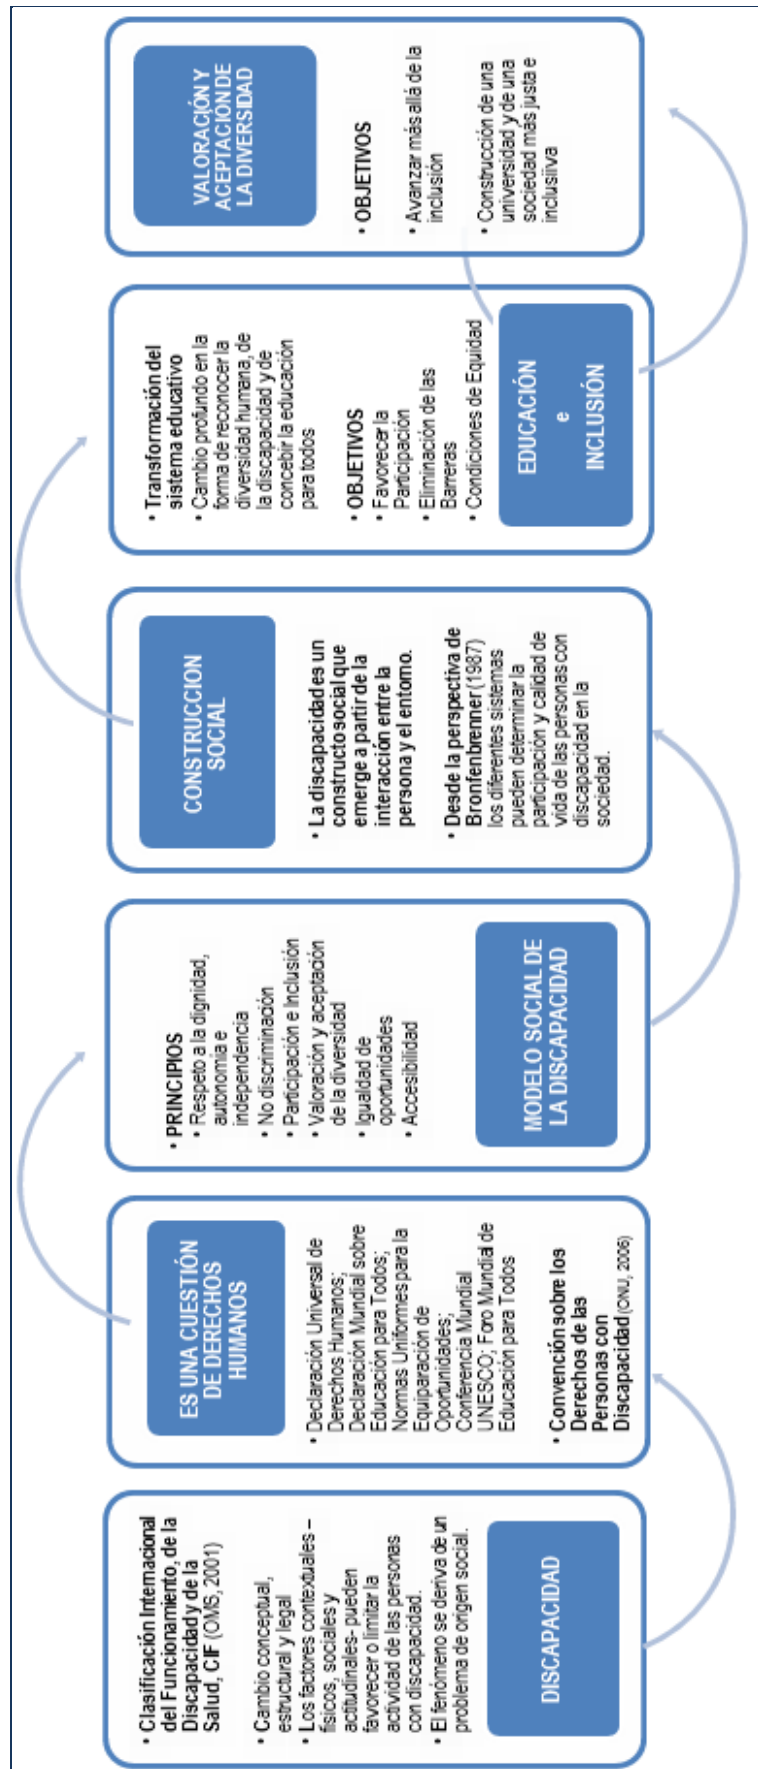 • Clasificación Internacional
del Funcionamiento, de la
Discapacidad y de la
Salud, CIF (OMS, 2001)
• Cambio conceptual,
estructural y legal
• Los factores contextuales –
físicos, sociales y
actitudinales- pueden
favorecer o limitar la
actividad de las personas
con discapacidad.
• El fenómeno se deriva de un
problema de origen social.
DISCAPACIDAD
ES UNA CUESTIÓN
DE DERECHOS
HUMANOS
• Declaración Universal de
Derechos Humanos;
Declaración Mundial sobre
Educación para Todos;
Normas Uniformes para la
Equiparación de
Oportunidades;
Conferencia Mundial
UNESCO; Foro Mundial de
Educación para Todos
• Convención sobre los
Derechos de las
Personas con
Discapacidad (ONU, 2006)
• PRINCIPIOS
• Respeto a la dignidad,
autonomía e
independencia
• No discriminación
• Participación e Inclusión
• Valoración y aceptación
de la diversidad
• Igualdad de
oportunidades
• Accesibilidad
MODELO SOCIAL DE
LA DISCAPACIDAD
CONSTRUCCION
SOCIAL
• La discapacidad es un
constructo social que
emerge a partir de la
interacción entre la
persona y el entorno.
• Desde la perspectiva de
Bronfenbrenner (1987)
los diferentes sistemas
pueden determinar la
participación y calidad de
vida de las personas con
discapacidad en la
sociedad.
• Transformación del
sistema educativo
• Cambio profundo en la
forma de reconocer la
diversidad humana, de
la discapacidad y de
concebir la educación
para todos
• OBJETIVOS
• Favorecer la
Participación
• Eliminación de las
Barreras
• Condiciones de Equidad
EDUCACIÓN
e
INCLUSIÓN
VALORACIÓN Y
ACEPTACION DE
LA DIVERSIDAD
• OBJETIVOS
• Avanzar más allá de la
inclusión
• Construcción de una
universidad y de una
sociedad más justa e
inclusiiva